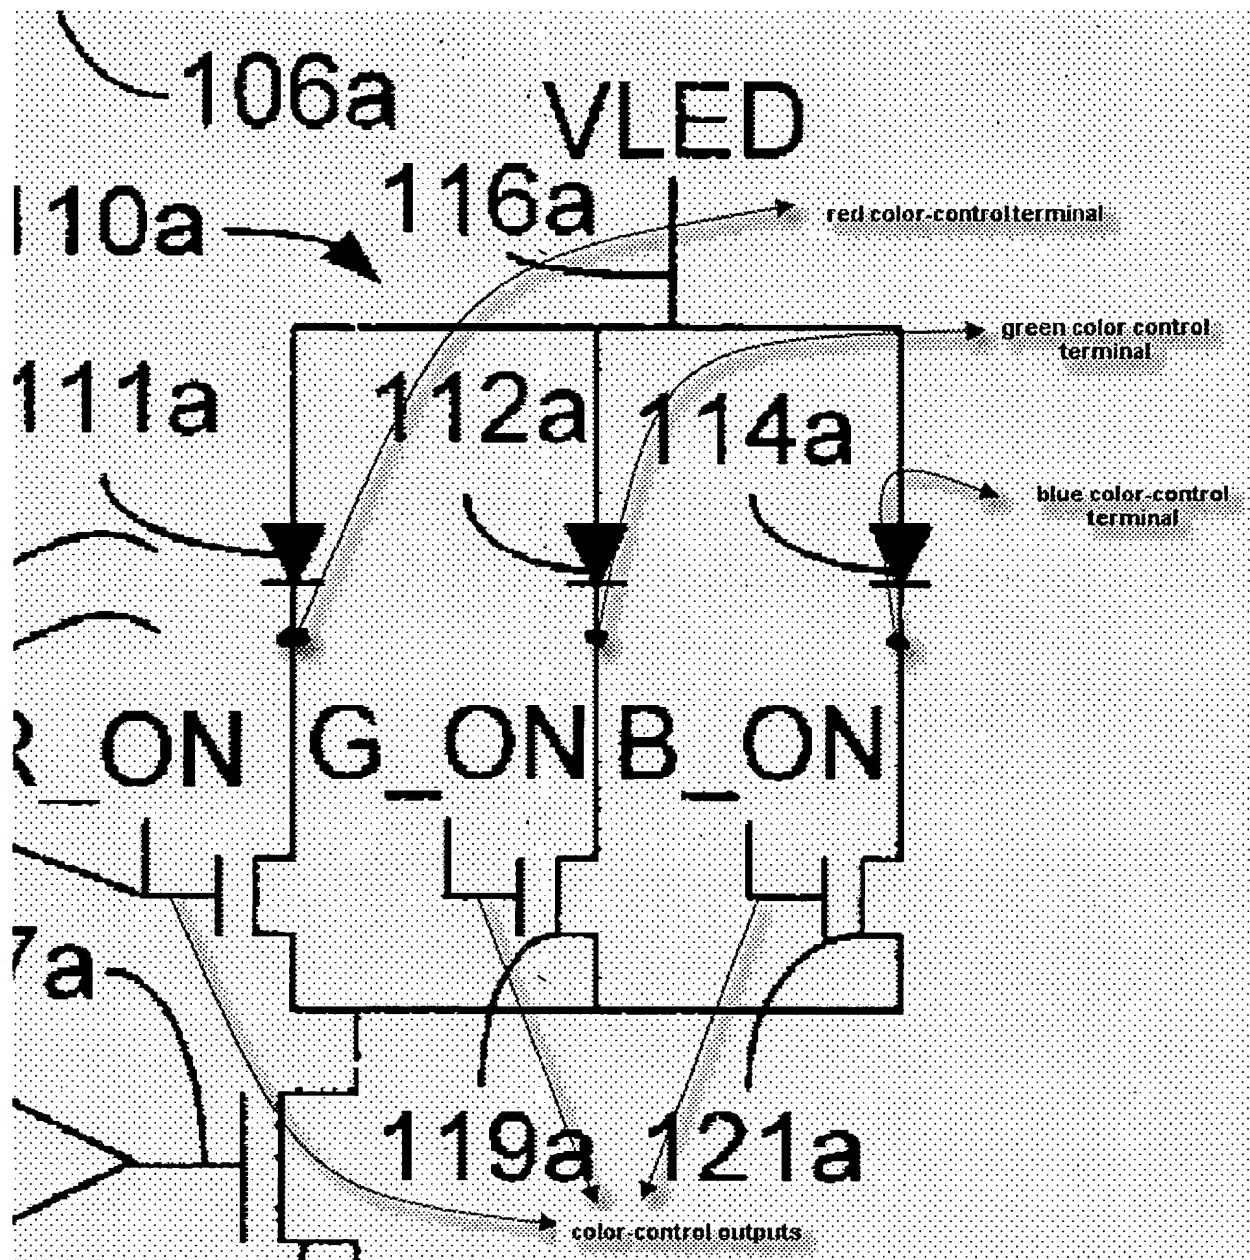 106a
VLED
116a
110a
red color-control terminal
green color control
terminal
111a
112a
114a
blue color-control
terminal
R_ON
G_ON
B_ON
7a
119a
121a
color-control outputs